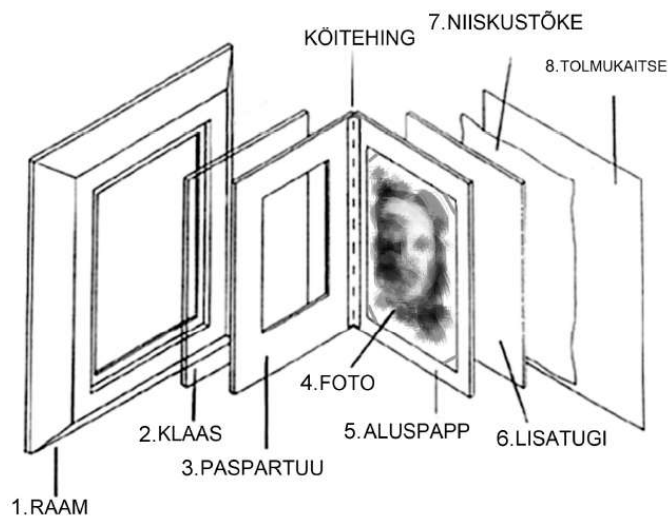 7.NIISKUSTÕKE
KÖITEHING
8.TOLMUKAITSE
4.FOTO
2.KLAAS
5.ALUSPAPP
6.LISATUGI
3.PASPARTUU
1.RAAM